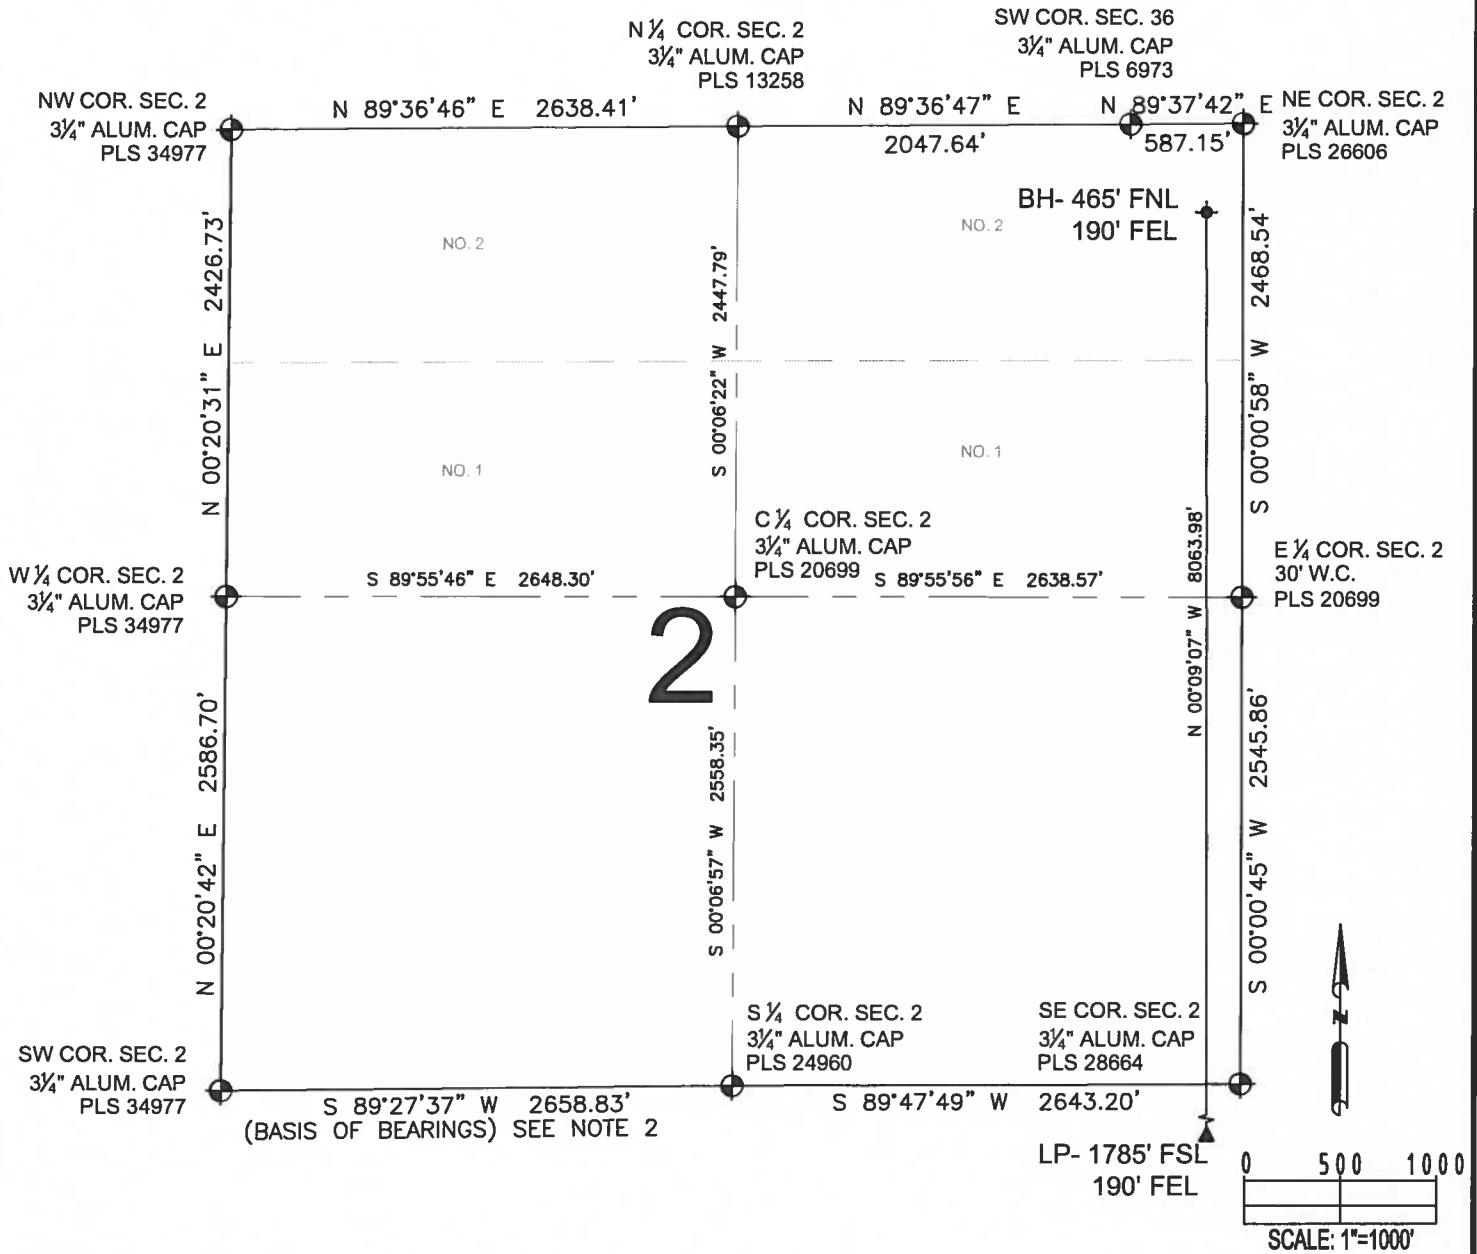 SW COR. SEC. 36
3¼" ALUM. CAP
PLS 6973
N ¼ COR. SEC. 2
3¼" ALUM. CAP
PLS 13258
NW COR. SEC. 2
3¼" ALUM. CAP
PLS 34977
N 89°36'46" E 2638.41'
N 89°36'47" E
2047.64'
N 89°37'42" E
587.15'
NE COR. SEC. 2
3¼" ALUM. CAP
PLS 26606
BH- 465' FNL
190' FEL
NO. 2
NO. 2
N 00°20'31" E 2426.73'
S 00°06'22" W 2447.79'
S 00°00'58" W 2468.54'
NO. 1
NO. 1
C ¼ COR. SEC. 2
3¼" ALUM. CAP
PLS 20699
E ¼ COR. SEC. 2
30' W.C.
PLS 20699
W ¼ COR. SEC. 2
3¼" ALUM. CAP
PLS 34977
S 89°55'46" E 2648.30'
S 89°55'56" E 2638.57'
2
N 00°09'07" W 8063.98'
N 00°20'42" E 2586.70'
S 00°06'57" W 2558.35'
S 00°00'45" W 2545.86'
S ¼ COR. SEC. 2
3¼" ALUM. CAP
PLS 24960
SE COR. SEC. 2
3¼" ALUM. CAP
PLS 28664
SW COR. SEC. 2
3¼" ALUM. CAP
PLS 34977
S 89°27'37" W 2658.83'
(BASIS OF BEARINGS) SEE NOTE 2
S 89°47'49" W 2643.20'
LP- 1785' FSL
190' FEL
N
0 500 1000
SCALE: 1"=1000'